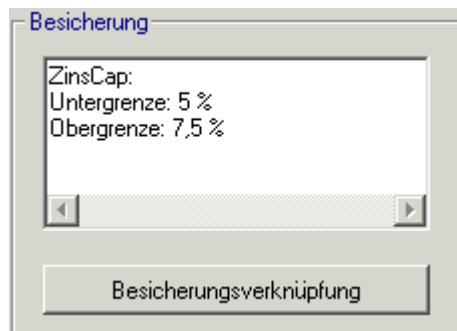 Besicherung
ZinsCap:
Untergrenze: 5 %
Obergrenze: 7,5 %
Besicherungsverknüpfung